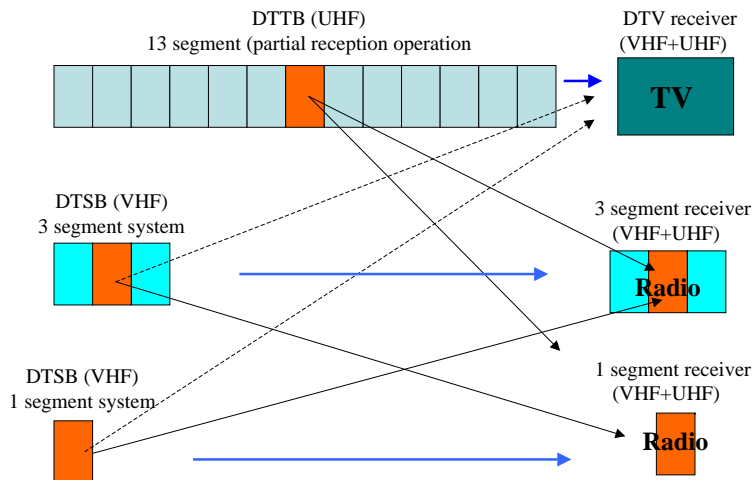 DTTB (UHF)
13 segment (partial reception operation
DTV receiver
(VHF+UHF)
TV
DTSB (VHF)
3 segment system
3 segment receiver
(VHF+UHF)
Radio
DTSB (VHF)
1 segment system
1 segment receiver
(VHF+UHF)
Radio